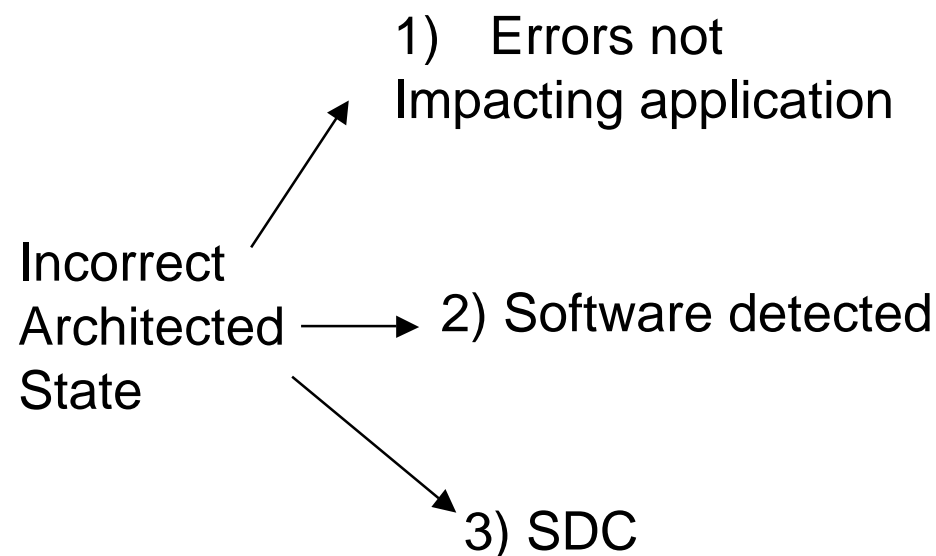 1) Errors not
Impacting application
Incorrect
Architected
State
2) Software detected
3) SDC